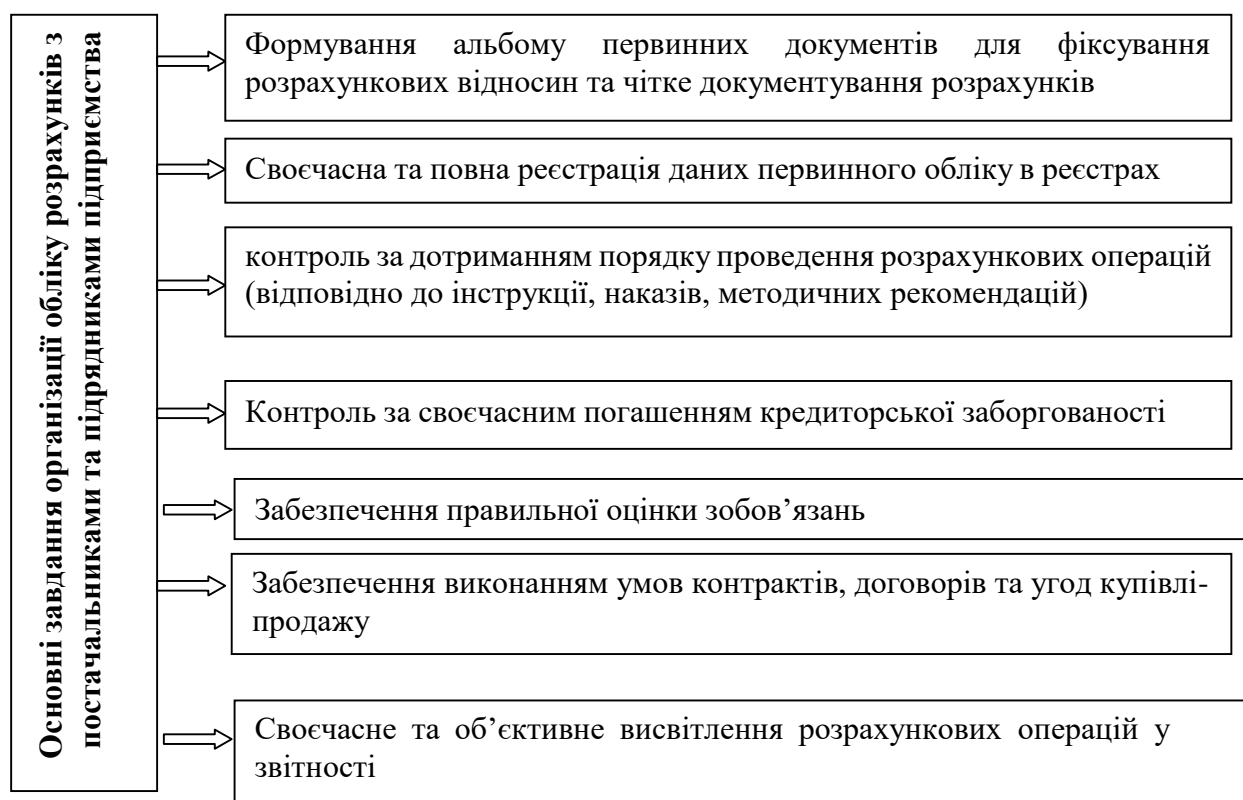 Основні завдання організації обліку розрахунків з
постачальниками та підрядниками підприємства
Формування альбому первинних документів для фіксування
розрахункових відносин та чітке документування розрахунків
Своєчасна та повна реєстрація даних первинного обліку в реєстрах
контроль за дотриманням порядку проведення розрахункових операцій
(відповідно до інструкції, наказів, методичних рекомендацій)
Контроль за своєчасним погашенням кредиторської заборгованості
Забезпечення правильної оцінки зобов’язань
Забезпечення виконанням умов контрактів, договорів та угод купівлі-
продажу
Своєчасне та об’єктивне висвітлення розрахункових операцій у
звітності